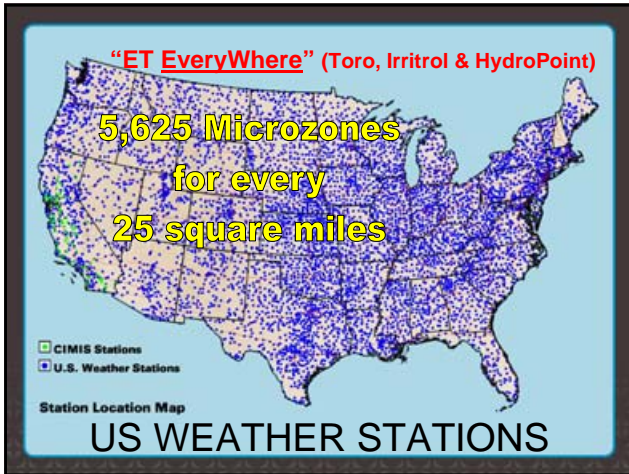 “ET EveryWhere” (Toro, Irritrol & HydroPoint)
5,625 Microzones
for every
25 square miles
CIMIS Stations
U.S. Weather Stations
Station Location Map
US WEATHER STATIONS